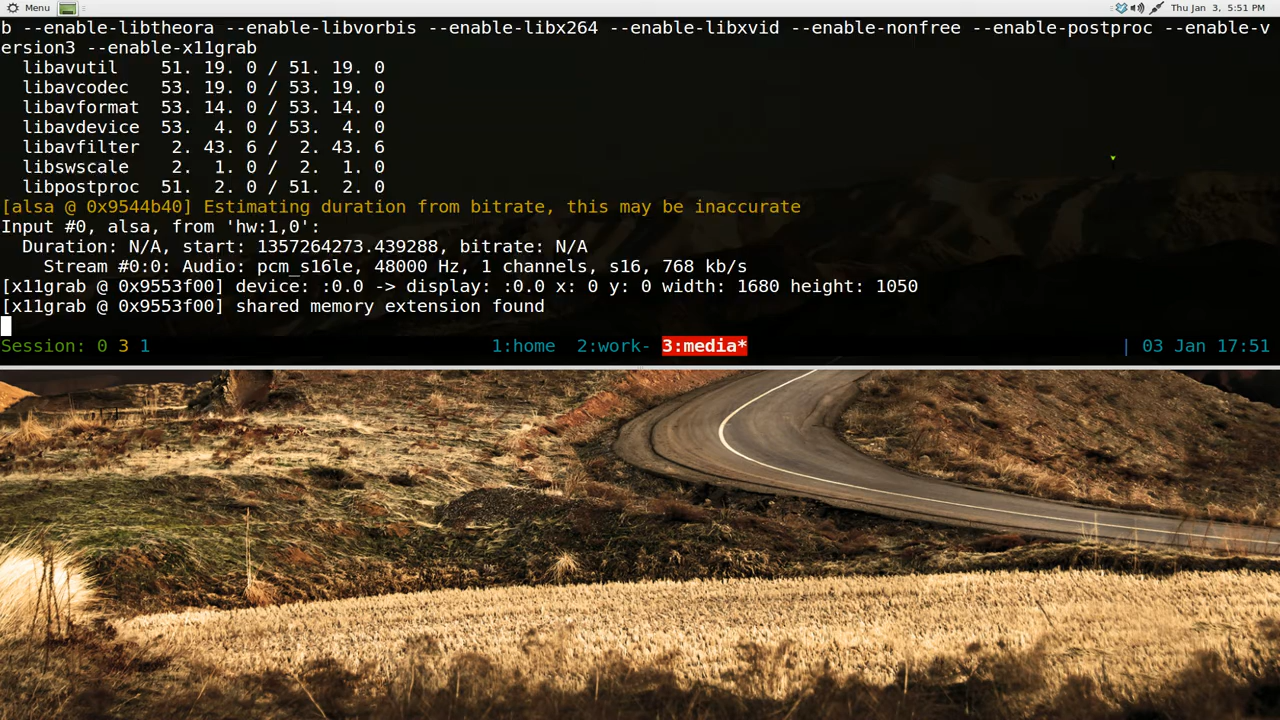 Menu Thu Jan 3, 5:51 PM
b --enable-libtheora --enable-libvorbis --enable-libx264 --enable-libxvid --enable-nonfree --enable-postproc --enable-v
ersion3 --enable-x11grab
libavutil 51. 19. 0 / 51. 19. 0
libavcodec 53. 19. 0 / 53. 19. 0
libavformat 53. 14. 0 / 53. 14. 0
libavdevice 53. 4. 0 / 53. 4. 0
libavfilter 2. 43. 6 / 2. 43. 6
libswscale 2. 1. 0 / 2. 1. 0
libpostproc 51. 2. 0 / 51. 2. 0
[alsa @ 0x9544b40] Estimating duration from bitrate, this may be inaccurate
Input #0, alsa, from 'hw:1,0':
Duration: N/A, start: 1357264273.439288, bitrate: N/A
Stream #0:0: Audio: pcm_s16le, 48000 Hz, 1 channels, s16, 768 kb/s
[x11grab @ 0x9553f00] device: :0.0 -> display: :0.0 x: 0 y: 0 width: 1680 height: 1050
[x11grab @ 0x9553f00] shared memory extension found
Session: 0 3 1 1:home 2:work- 3:media* | 03 Jan 17:51